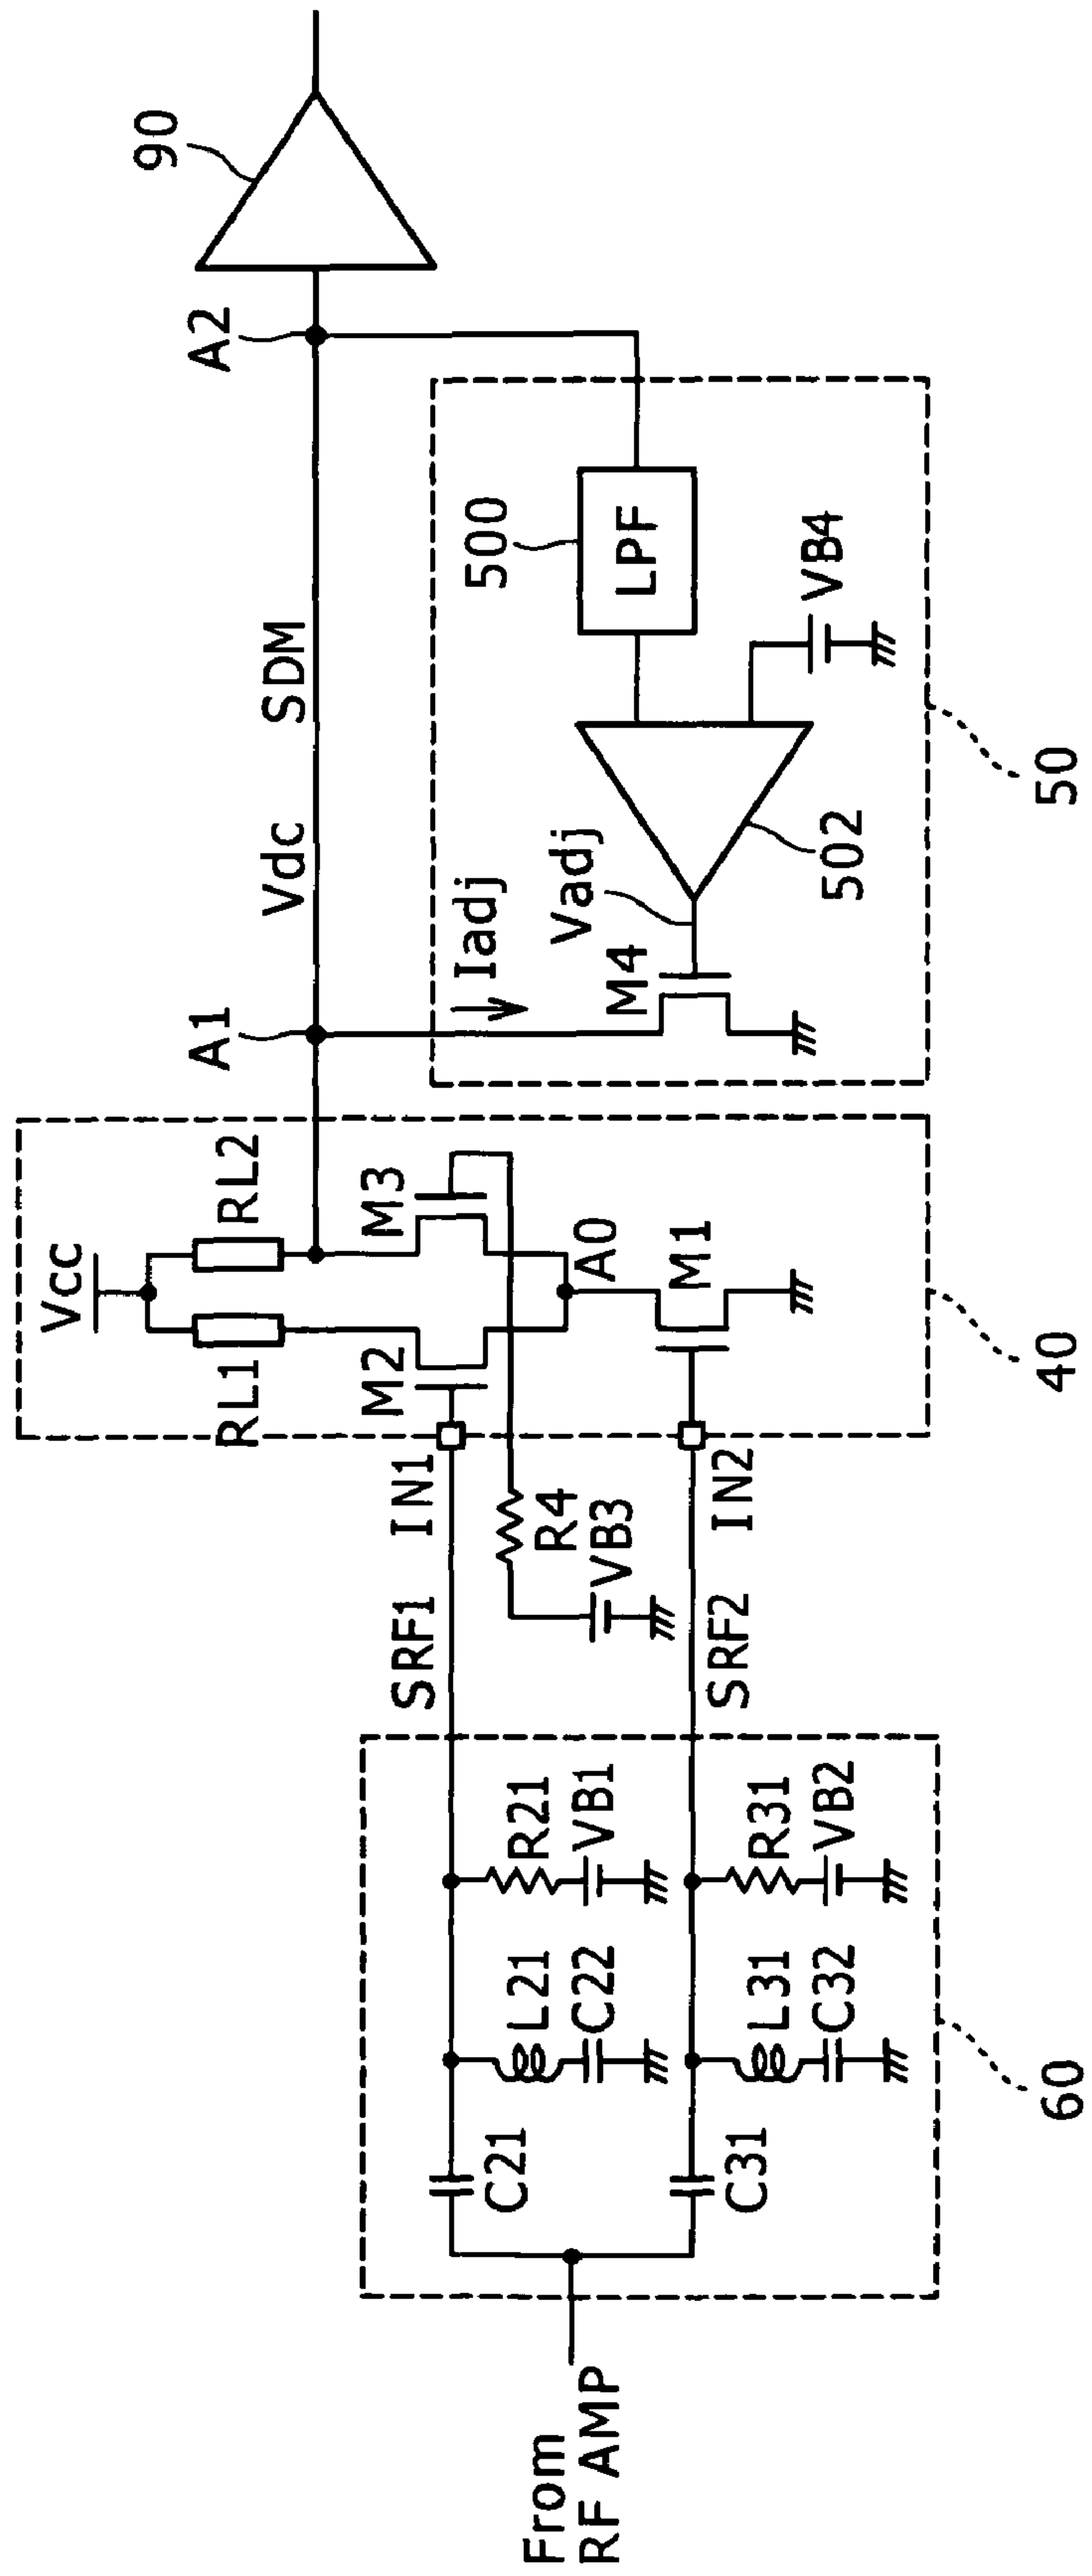 From
RF AMP
C21
L21
C22
R21
VB1
C31
L31
C32
R31
VB2
60
SRF1
IN1
R4
VB3
SRF2
IN2
Vcc
RL1
RL2
M2
M3
A0
M1
40
A1
Vdc
SDM
A2
Iadj
M4
Vadj
502
500
LPF
VB4
50
90